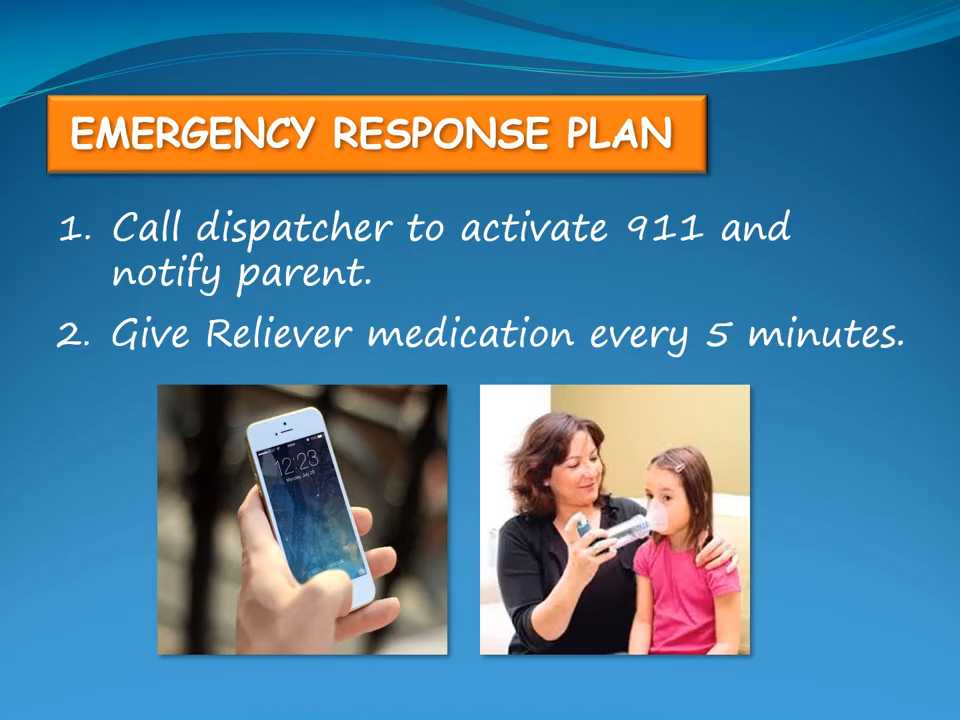 EMERGENCY RESPONSE PLAN
1. Call dispatcher to activate 911 and
notify parent.
2. Give Reliever medication every 5 minutes.
12:23